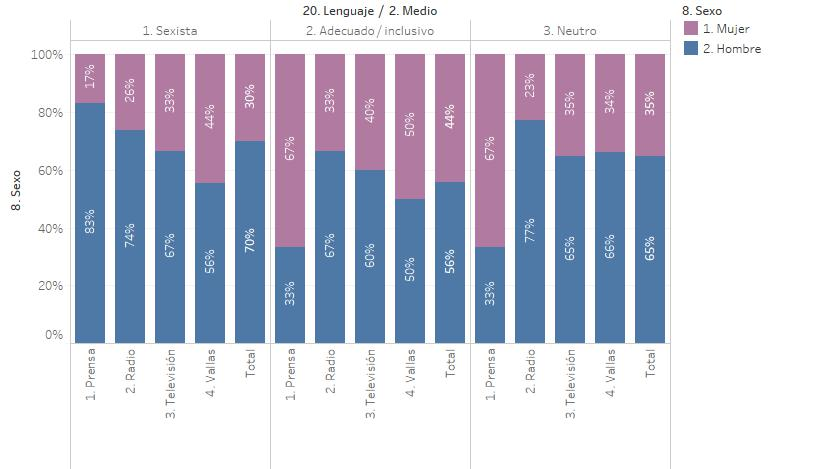 20. Lenguaje / 2. Medio
8. Sexo
1. Mujer
2. Hombre
1. Sexista
2. Adecuado / inclusivo
3. Neutro
8. Sexo
100%
80%
60%
40%
20%
0%
17%
26%
33%
44%
30%
83%
74%
67%
56%
70%
67%
33%
40%
50%
44%
33%
67%
60%
50%
56%
67%
23%
35%
34%
35%
33%
77%
65%
66%
65%
1. Prensa
2. Radio
3. Televisión
4. Vallas
Total
1. Prensa
2. Radio
3. Televisión
4. Vallas
Total
1. Prensa
2. Radio
3. Televisión
4. Vallas
Total